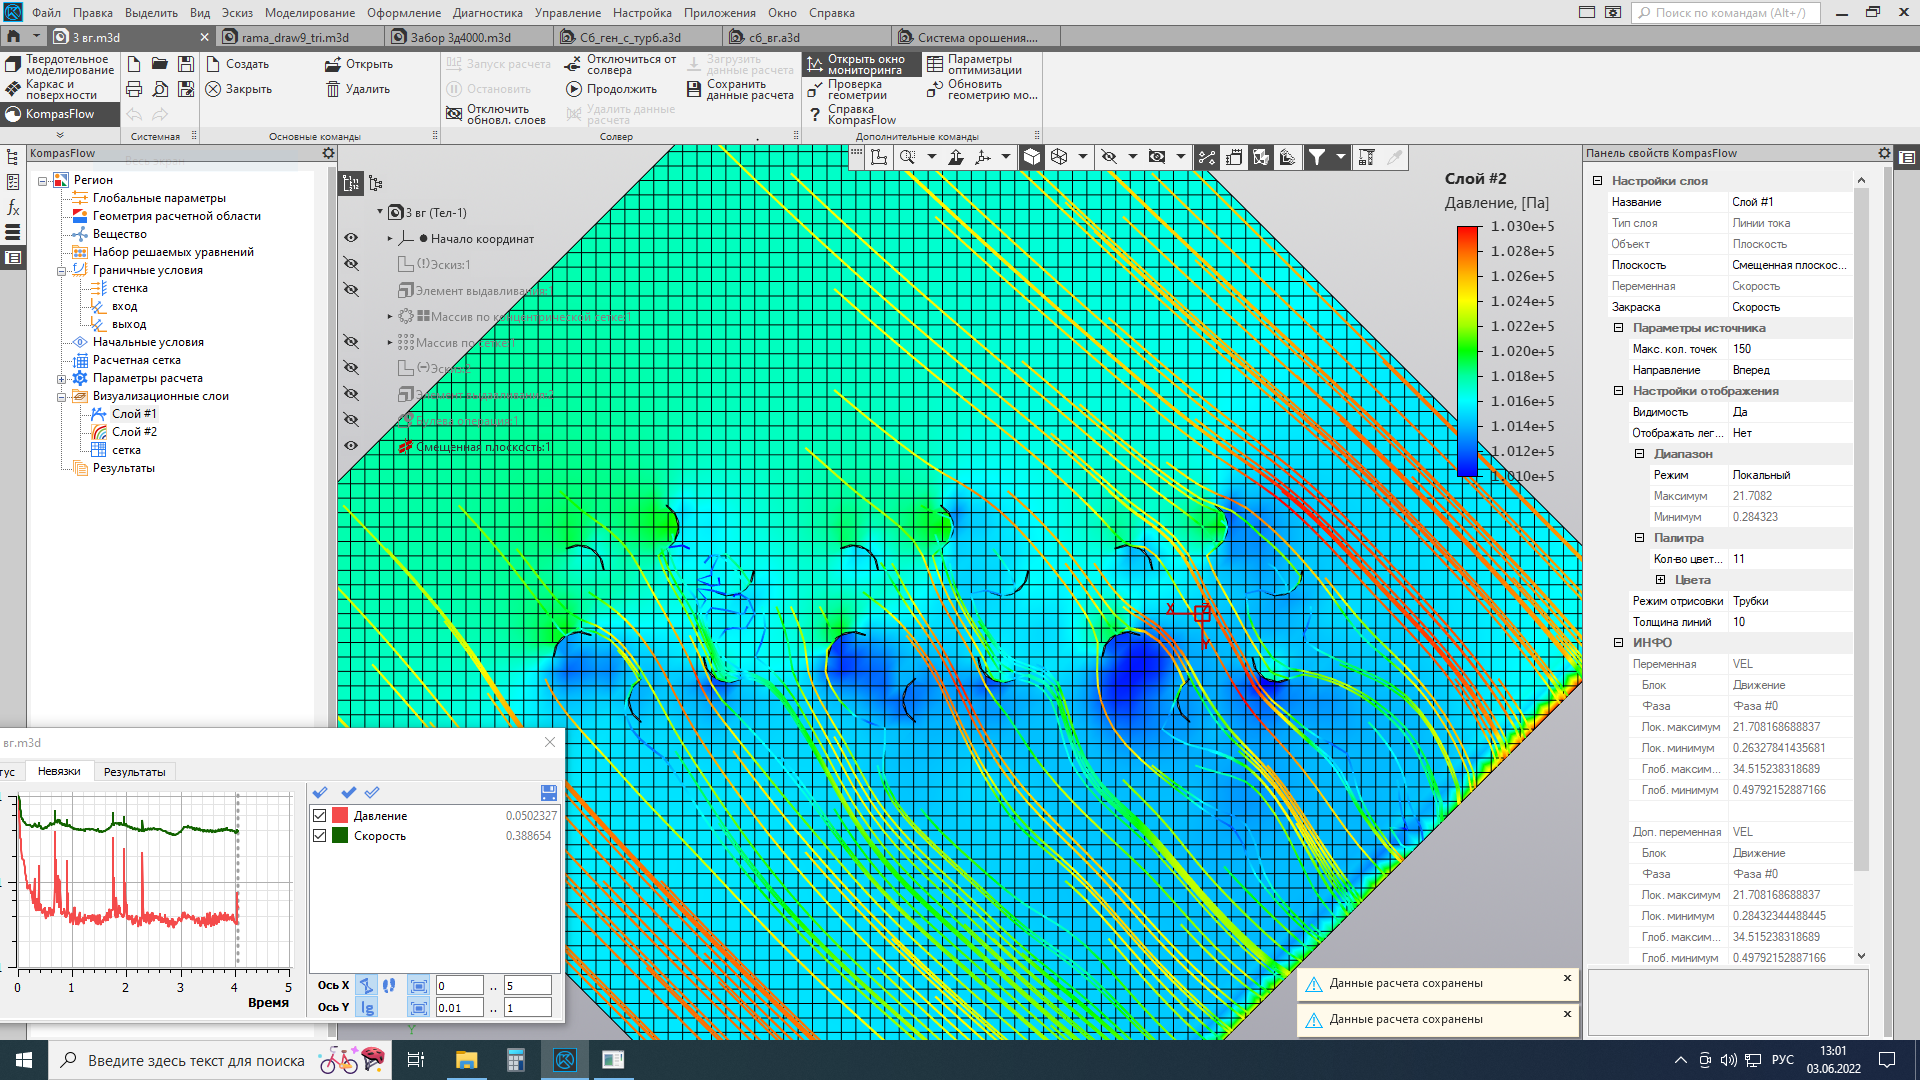 Файл Правка Выделить Вид Эскиз Моделирование Оформление Диагностика Управление Настройка Приложения Окно Справка
Поиск по командам (Alt+/)
3 вг.m3d
rama_draw9_tri.m3d
Забор 3д4000.m3d
Сб_ген_с_турб.a3d
сб_вг.a3d
Система орошения....
Твердотельное моделирование
Каркас и поверхности
KompasFlow
Системная
Создать
Открыть
Закрыть
Удалить
Основные команды
Запуск расчета
Остановить
Отключить обновл. слоев
Отключиться от солвера
Продолжить
Удалить данные расчета
Загрузить данные расчета
Сохранить данные расчета
Солвер
Открыть окно мониторинга
Проверка геометрии
Справка KompasFlow
Параметры оптимизации
Обновить геометрию мо...
Дополнительные команды
KompasFlow
Регион
Глобальные параметры
Геометрия расчетной области
Вещество
Набор решаемых уравнений
Граничные условия
стенка
вход
выход
Начальные условия
Расчетная сетка
Параметры расчета
Визуализационные слои
Слой #1
Слой #2
сетка
Результаты
3 вг (Тел-1)
Начало координат
(!)Эскиз:1
Элемент выдавливания:1
Массив по концентрической сетке:1
Массив по сетке:1
(-)Эскиз:2
Элемент выдавливания:2
Булева операция:1
Смещенная плоскость:1
X
Y
Слой #2
Давление, [Па]
1.030e+5
1.028e+5
1.026e+5
1.024e+5
1.022e+5
1.020e+5
1.018e+5
1.016e+5
1.014e+5
1.012e+5
1.010e+5
Панель свойств KompasFlow
Настройки слоя
Название Слой #1
Тип слоя Линии тока
Объект Плоскость
Плоскость Смещенная плоскос...
Переменная Скорость
Закраска Скорость
Параметры источника
Макс. кол. точек 150
Направление Вперед
Настройки отображения
Видимость Да
Отображать лег... Нет
Диапазон
Режим Локальный
Максимум 21.7082
Минимум 0.284323
Палитра
Кол-во цвет... 11
Цвета
Режим отрисовки Трубки
Толщина линий 10
ИНФО
Переменная VEL
Блок Движение
Фаза Фаза #0
Лок. максимум 21.708168688837
Лок. минимум 0.26327841435681
Глоб. максим... 34.515238318689
Глоб. минимум 0.49792152887166
Доп. переменная VEL
Блок Движение
Фаза Фаза #0
Лок. максимум 21.708168688837
Лок. минимум 0.28432344488445
Глоб. максим... 34.515238318689
Глоб. минимум 0.49792152887166
вг.m3d
тус
Невязки
Результаты
Давление 0.0502327
Скорость 0.388654
0 1 2 3 4 5
Время
Ось X 0 .. 5
Ось Y lg 0.01 .. 1
Y
Данные расчета сохранены
Данные расчета сохранены
Введите здесь текст для поиска
РУС
13:01
03.06.2022